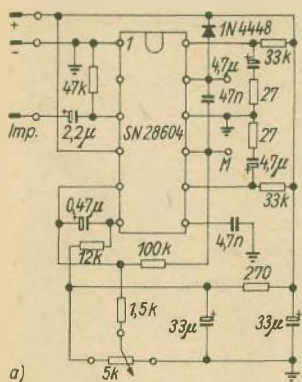 +
-
1
1N4448
33k
4,7µ
47k
47n
27
Imp.
2,2µ
SN28604
27
M
4,7µ
0,47µ
33k
12k
100k
4,7n
270
1,5k
33µ
33µ
5k
a)